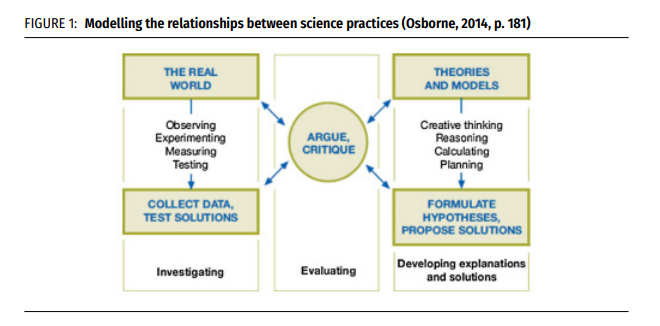 FIGURE 1: Modelling the relationships between science practices (Osborne, 2014, p. 181)
THE REAL
WORLD
Observing
Experimenting
Measuring
Testing
COLLECT DATA,
TEST SOLUTIONS
Investigating
ARGUE,
CRITIQUE
Evaluating
THEORIES
AND MODELS
Creative thinking
Reasoning
Calculating
Planning
FORMULATE
HYPOTHESES,
PROPOSE SOLUTIONS
Developing explanations
and solutions